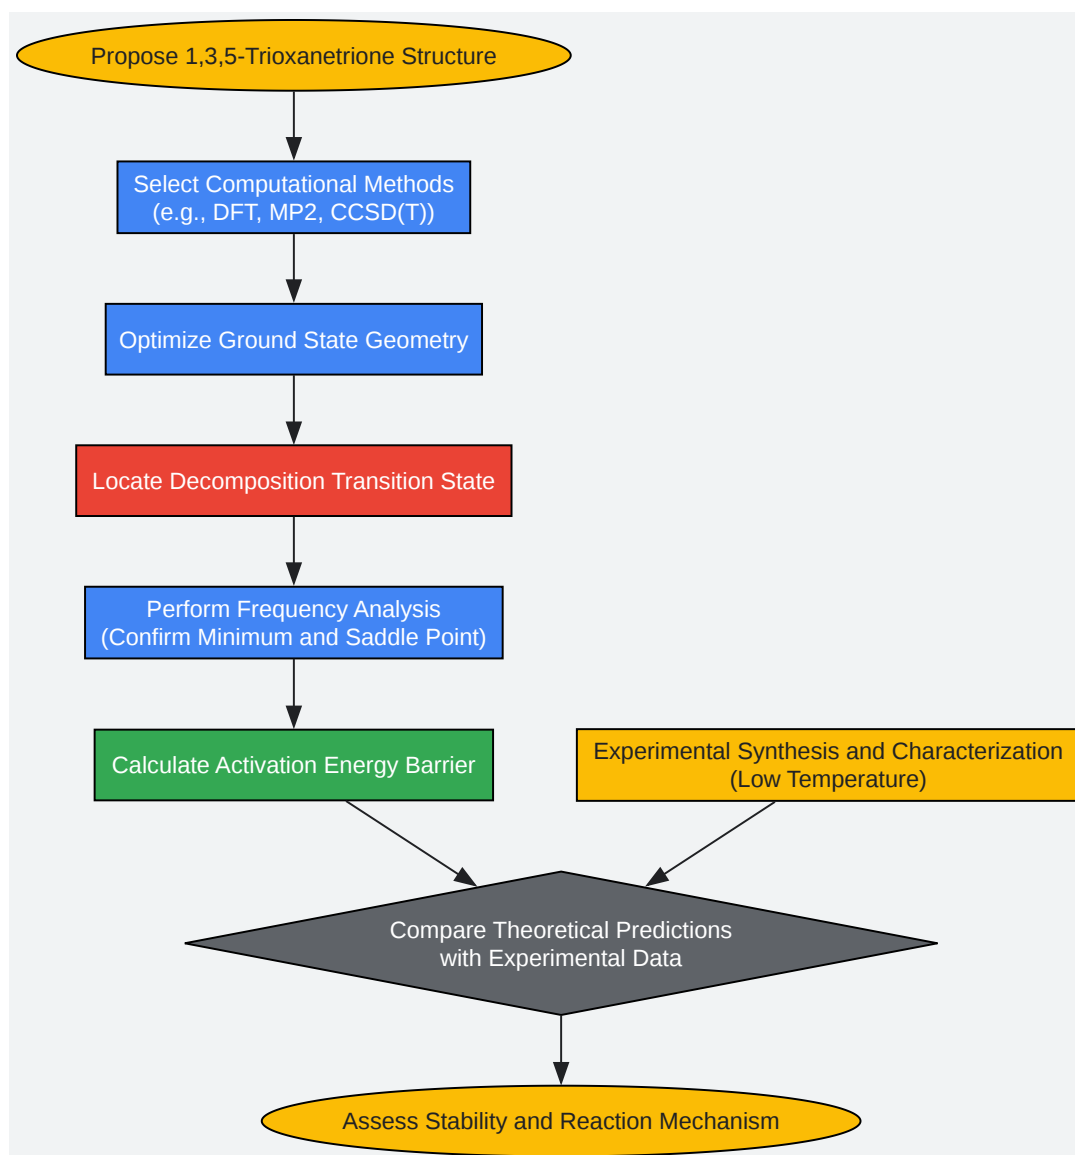 Propose 1,3,5-Trioxanetrione Structure
Select Computational Methods
(e.g., DFT, MP2, CCSD(T))
Optimize Ground State Geometry
Locate Decomposition Transition State
Perform Frequency Analysis
(Confirm Minimum and Saddle Point)
Calculate Activation Energy Barrier
Experimental Synthesis and Characterization
(Low Temperature)
Compare Theoretical Predictions
with Experimental Data
Assess Stability and Reaction Mechanism